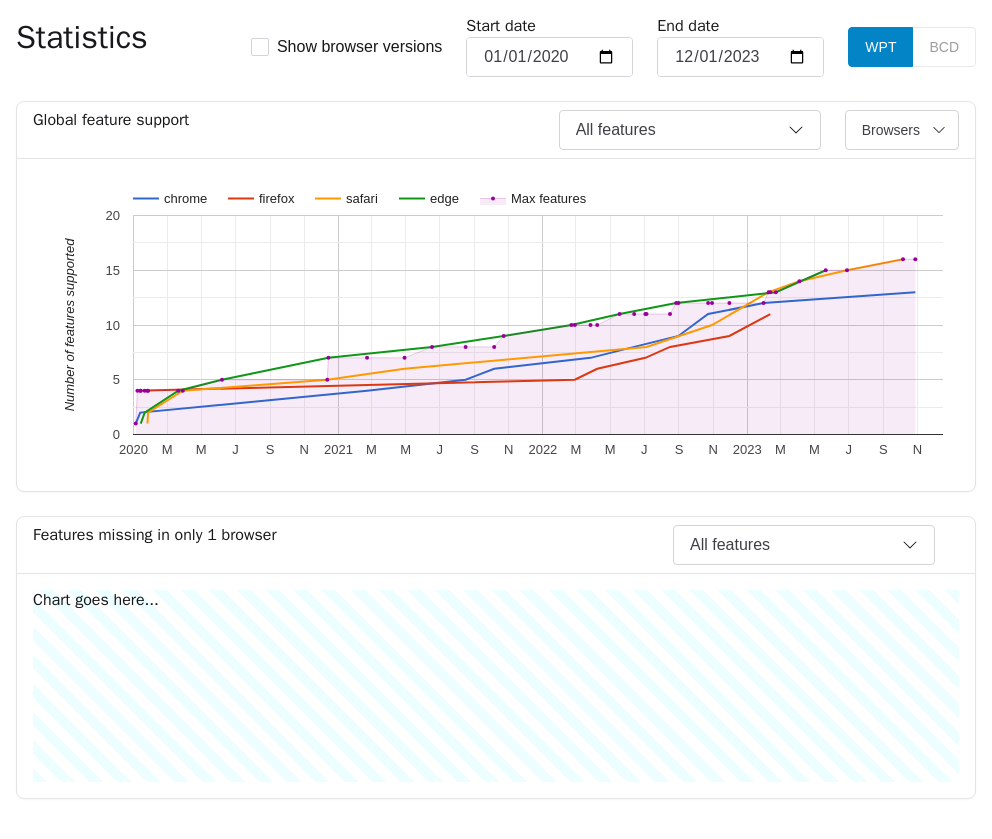 Statistics
Show browser versions
Start date
01/01/2020
End date
12/01/2023
WPT
BCD
Global feature support
All features
Browsers
chrome firefox safari edge Max features
Number of features supported
20
15
10
5
0
2020 M M J S N 2021 M M J S N 2022 M M J S N 2023 M M J S N
Features missing in only 1 browser
All features
Chart goes here...